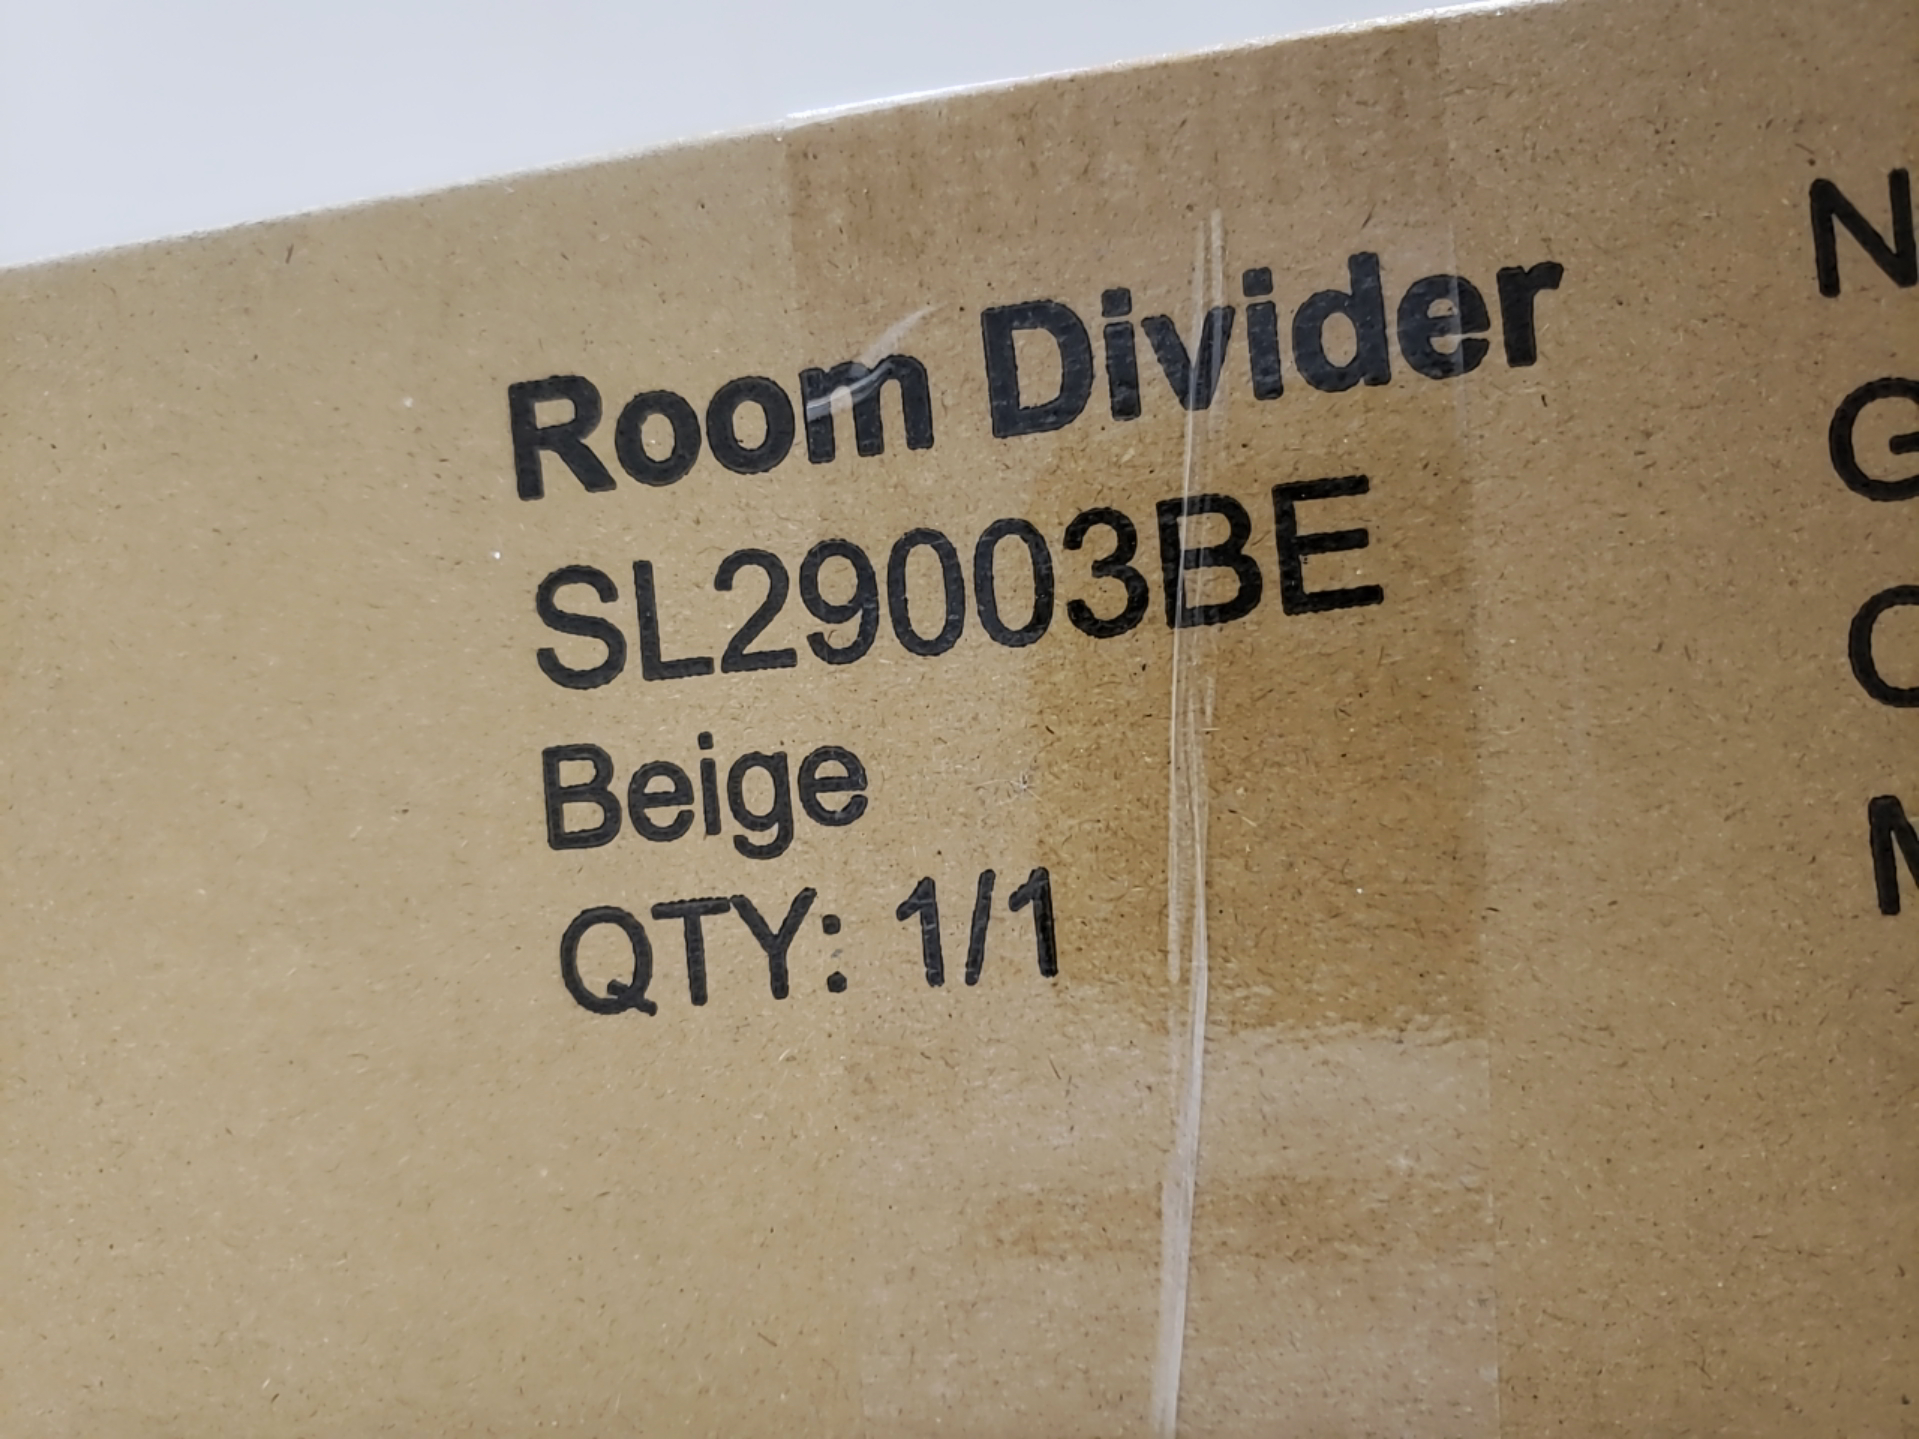 Room Divider
SL29003BE
Beige
QTY: 1/1
N
G